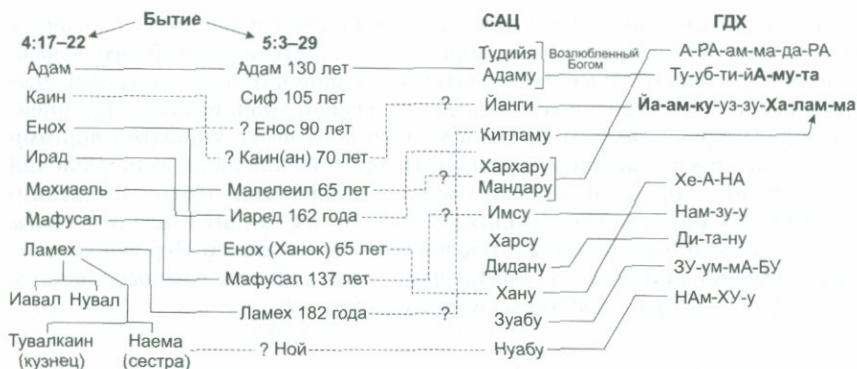 Бытие САЦ ГДХ
4:17–22 5:3–29
Тудийя Возлюбленный Богом А-РА-ам-ма-да-РА
Адам Адам 130 лет Адаму Ту-уб-ти-йА-му-та
Каин Сиф 105 лет ? Йанги Йа-ам-ку-уз-зу-Ха-лам-ма
Енох ? Енос 90 лет Китламу
Ирад ? Каин(ан) 70 лет Хархару
Мехиаель Малелеил 65 лет ? Мандару Хе-А-НА
Мафусал Иаред 162 года ? Имсу Нам-зу-у
Ламех Енох (Ханок) 65 лет Харсу Ди-та-ну
Мафусал 137 лет Дидану ЗУ-ум-мА-БУ
Иавал Нувал Хану НАм-ХУ-у
Ламех 182 года ? Зуабу
Тувалкаин Наема ? Ной Нуабу
(кузнец) (сестра)